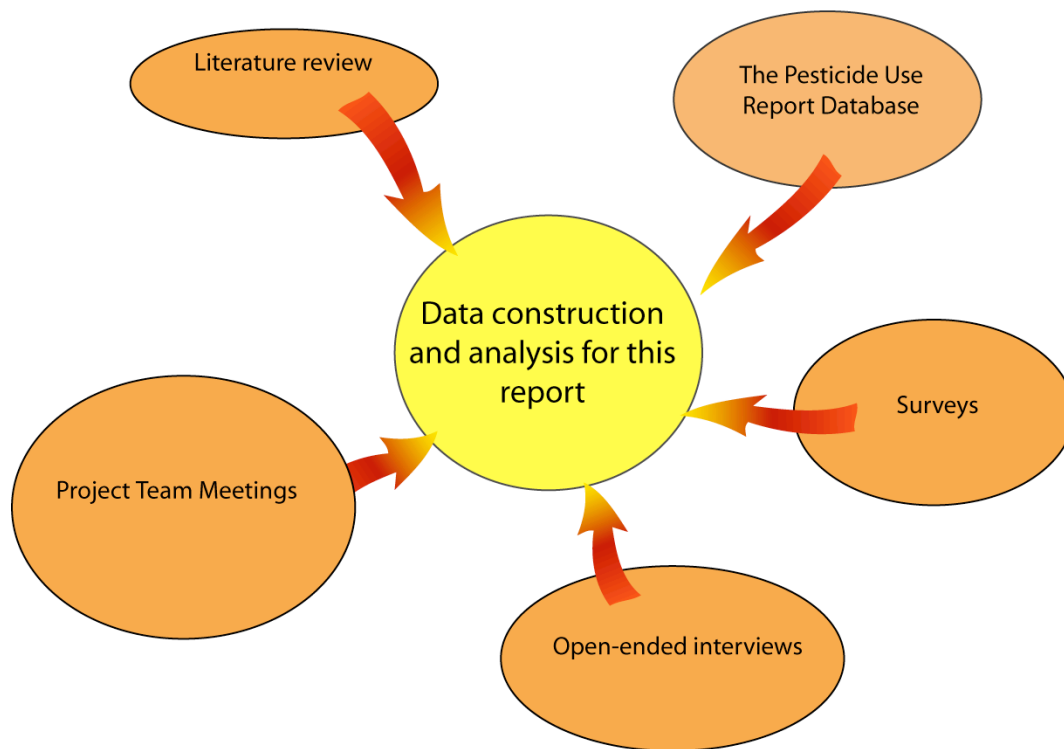 Literature review
The Pesticide Use
Report Database
Data construction
and analysis for this
report
Surveys
Project Team Meetings
Open-ended interviews